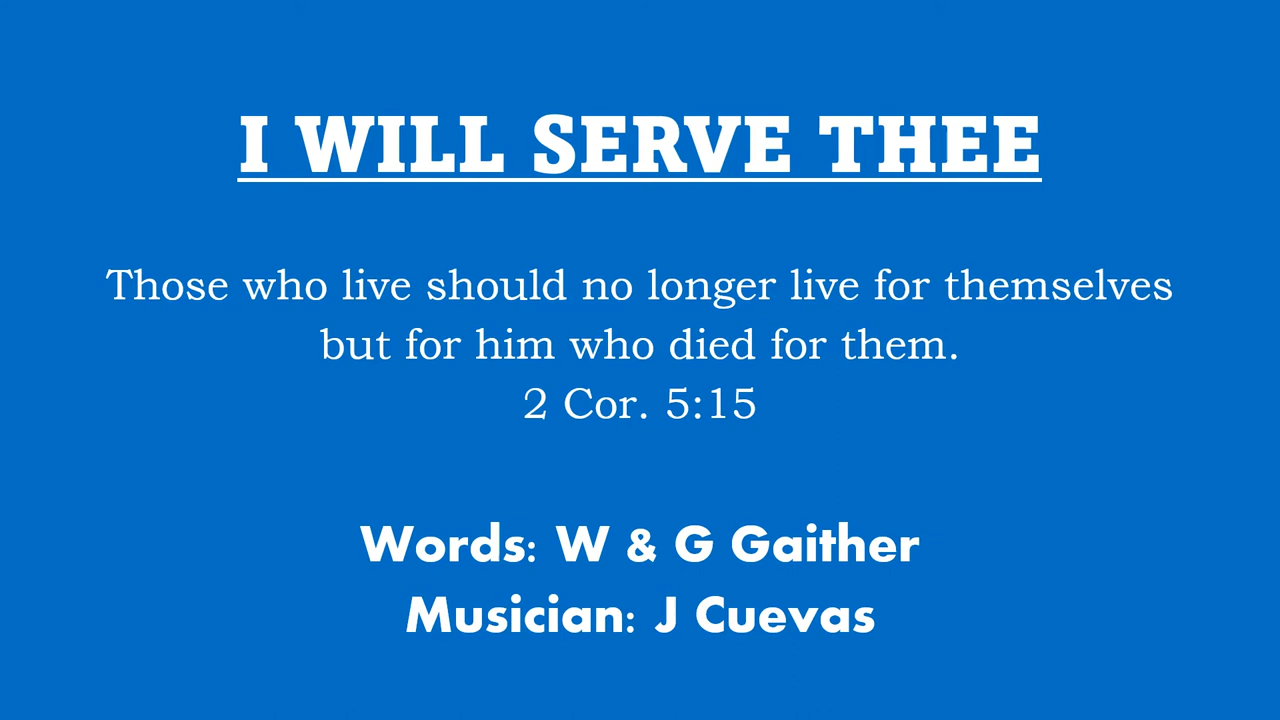 I WILL SERVE THEE
Those who live should no longer live for themselves
but for him who died for them.
2 Cor. 5:15
Words: W & G Gaither
Musician: J Cuevas